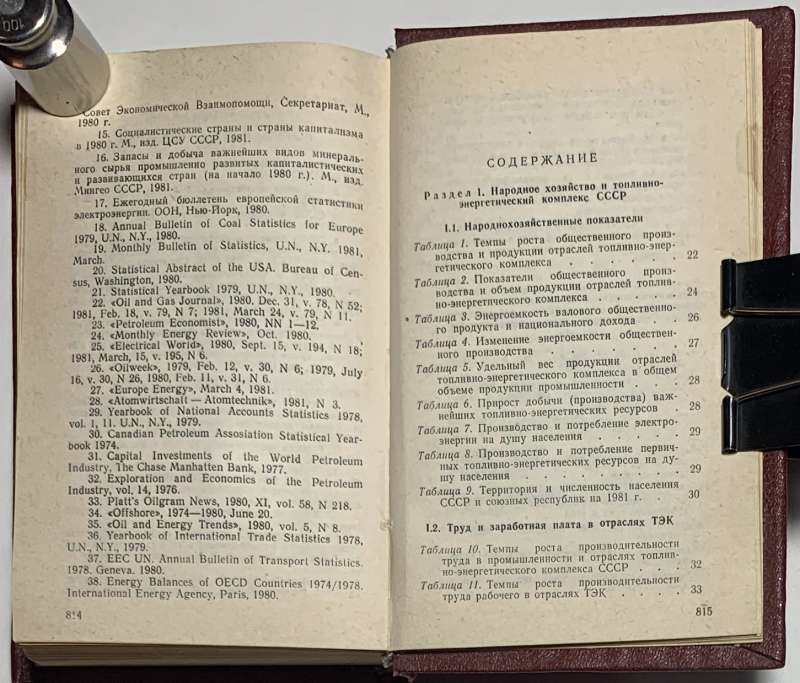 100
Совет Экономической Взаимопомощи, Секретариат, М.,
1980 г.
15. Социалистические страны и страны капитализма
в 1980 г. М., изд. ЦСУ СССР, 1981.
16. Запасы и добыча важнейших видов минераль-
ного сырья промышленно развитых капиталистических
и развивающихся стран (на начало 1980 г.). М., изд.
Мингео СССР, 1981.
17. Ежегодный бюллетень европейской статистики
электроэнергии. ООН, Нью-Йорк, 1980.
18. Annual Bulletin of Coal Statistics for Europe
1979, U.N., N.Y., 1980.
19. Monthly Bulletin of Statistics, U.N., N.Y. 1981,
March.
20. Statistical Abstract of the USA. Bureau of Cen-
sus, Washington, 1980.
21. Statistical Yearbook 1979, U.N., N.Y., 1980.
22. «Oil and Gas Journal», 1980. Dec. 31, v. 78, N 52;
1981, Feb. 18, v. 79, N 7; 1981, March 24, v. 79, N 11.
23. «Petroleum Economist», 1980, NN 1—12.
24. «Monthly Energy Review», Oct. 1980.
25. «Electrical World», 1980, Sept. 15, v. 194, N 18;
1981, March, 15, v. 195, N 6.
26. «Oilweek», 1979, Feb. 12, v. 30, N 6; 1979, July
16, v. 30, N 26, 1980, Feb. 11, v. 31, N 6.
27. «Europe Energy», March 4, 1981.
28. «Atomwirtschaft — Atomtechnik», 1981, N 3.
29. Yearbook of National Accounts Statistics 1978,
vol. 1, 11. U.N., N.Y., 1979.
30. Canadian Petroleum Assosiation Statistical Year-
book 1974.
31. Capital Investments of the World Petroleum
Industry, The Chase Manhatten Bank, 1977.
32. Exploration and Economics of the Petroleum
Industry, vol. 14, 1976.
33. Platt's Oilgram News, 1980, XI, vol. 58, N 218.
34. «Offshore», 1974—1980, June 20.
35. «Oil and Energy Trends», 1980, vol. 5, N 8.
36. Yearbook of International Trade Statistics 1978,
U.N., N.Y., 1979.
37. EEC UN. Annual Bulletin of Transport Statistics.
1978. Geneva. 1980.
38. Energy Balances of OECD Countries 1974/1978.
International Energy Agency, Paris, 1980.
814
СОДЕРЖАНИЕ
Раздел 1. Народное хозяйство и топливно-
энергетический комплекс СССР
1.1. Народнохозяйственные показатели
Таблица 1. Темпы роста общественного произ-
водства и продукции отраслей топливно-энер-
гетического комплекса . . . . . . 22
Таблица 2. Показатели общественного произ-
водства и объем продукции отраслей топлив-
но-энергетического комплекса . . . . . 24
Таблица 3. Энергоемкость валового общественно-
го продукта и национального дохода . . 26
Таблица 4. Изменение энергоемкости обществен-
ного производства . . . . . . . 27
Таблица 5. Удельный вес продукции отраслей
топливно-энергетического комплекса в общем
объеме продукции промышленности . . . 28
Таблица 6. Прирост добычи (производства) важ-
нейших топливно-энергетических ресурсов . 28
Таблица 7. Производство и потребление электро-
энергии на душу населения . . . . . 29
Таблица 8. Производство и потребление первич-
ных топливно-энергетических ресурсов на ду-
шу населения . . . . . . . . 29
Таблица 9. Территория и численность населения
СССР и союзных республик на 1981 г. . . 30
1.2. Труд и заработная плата в отраслях ТЭК
Таблица 10. Темпы роста производительности
труда в промышленности и отраслях топлив-
но-энергетического комплекса СССР . . . 32
Таблица 11. Темпы роста производительности
труда рабочего в отраслях ТЭК . . . . 33
815